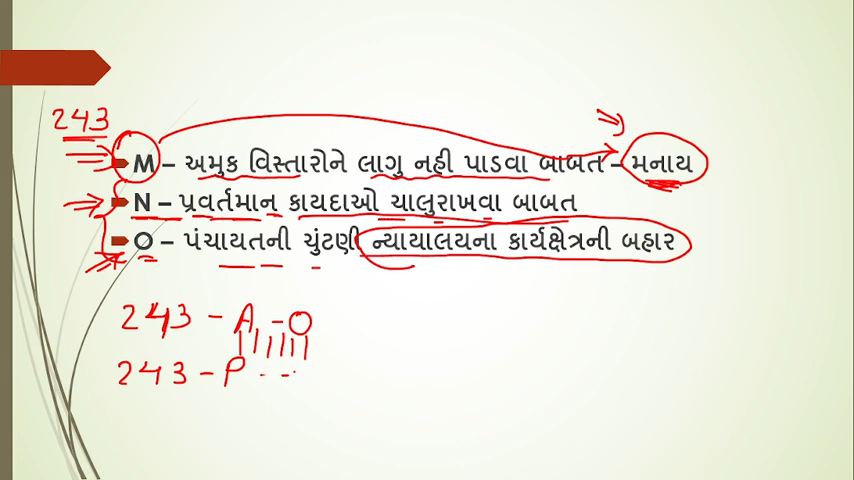 243
M – અમુક વિસ્તારોને લાગુ નહી પાડવા બાબત – મનાય
N – પ્રવર્તમાન કાયદાઓ ચાલુરાખવા બાબત
O – પંચાયતની ચુંટણી ન્યાયાલયના કાર્યક્ષેત્રની બહાર
243 – A – O
243 – P . - -